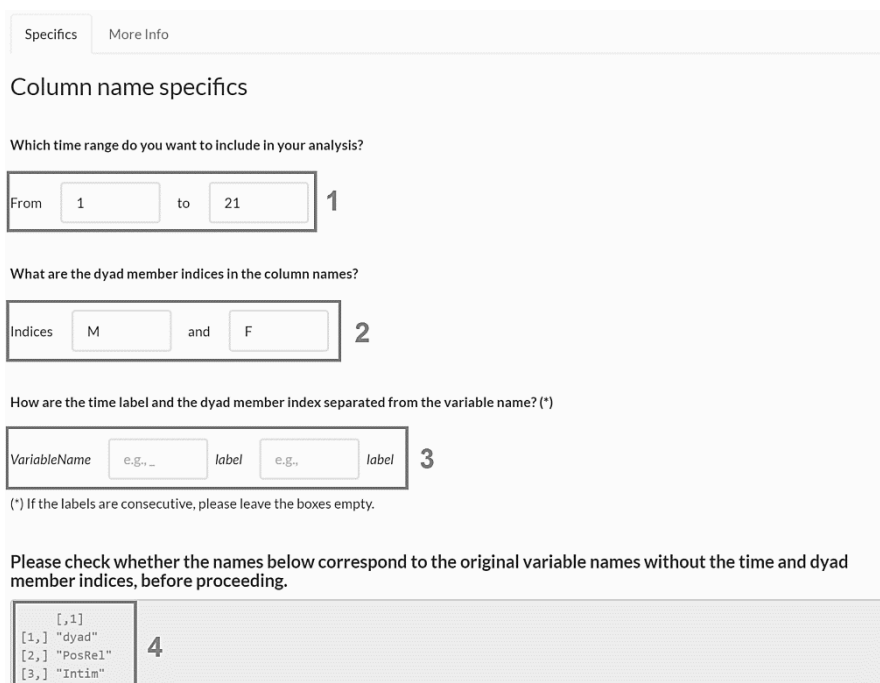 Specifics More Info
Column name specifics
Which time range do you want to include in your analysis?
From 1 to 21 1
What are the dyad member indices in the column names?
Indices M and F 2
How are the time label and the dyad member index separated from the variable name? (*)
VariableName e.g., _ label e.g., label 3
(*) If the labels are consecutive, please leave the boxes empty.
Please check whether the names below correspond to the original variable names without the time and dyad
member indices, before proceeding.
[,1]
[1,] "dyad"
[2,] "PosRel" 4
[3,] "Intim"